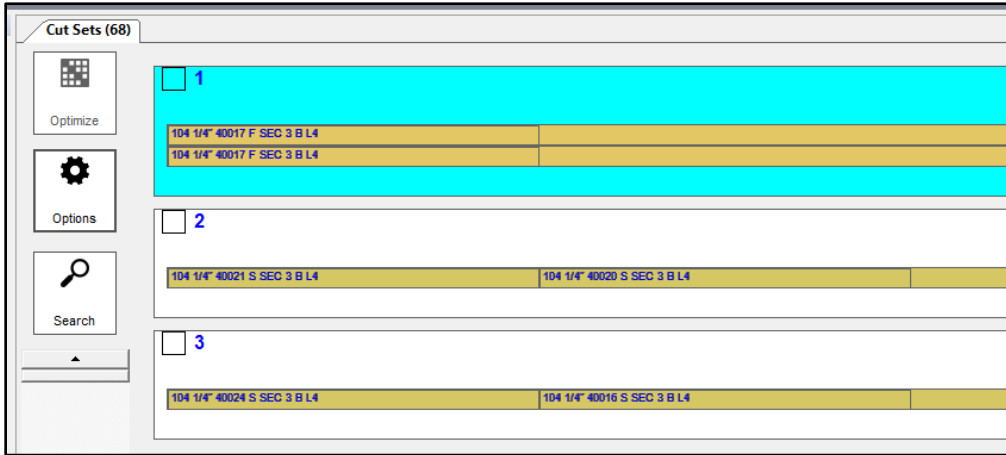 Cut Sets (68)
Optimize
Options
Search
1
104 1/4" 40017 F SEC 3 B L4
104 1/4" 40017 F SEC 3 B L4
2
104 1/4" 40021 S SEC 3 B L4 104 1/4" 40020 S SEC 3 B L4
3
104 1/4" 40024 S SEC 3 B L4 104 1/4" 40016 S SEC 3 B L4